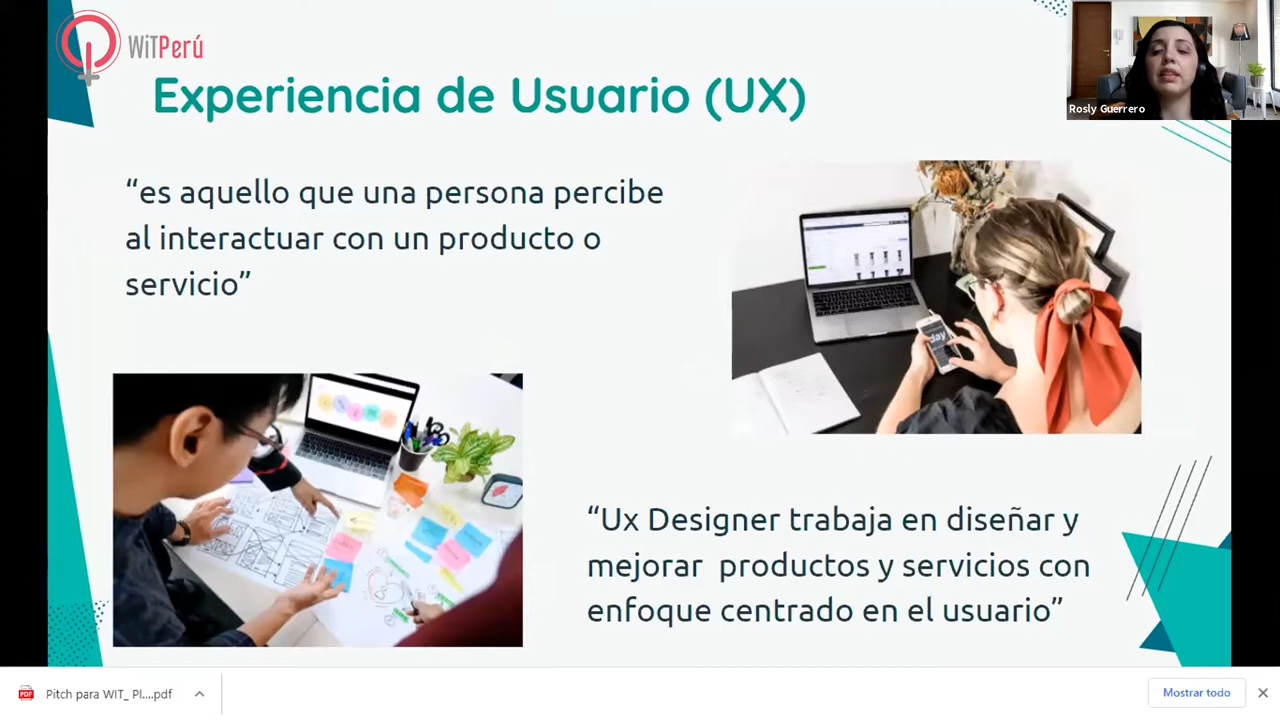 WiTPerú
Experiencia de Usuario (UX)
Rosly Guerrero
“es aquello que una persona percibe
al interactuar con un producto o
servicio”
day
“Ux Designer trabaja en diseñar y
mejorar productos y servicios con
enfoque centrado en el usuario”
Pitch para WIT_ Pl....pdf
Mostrar todo